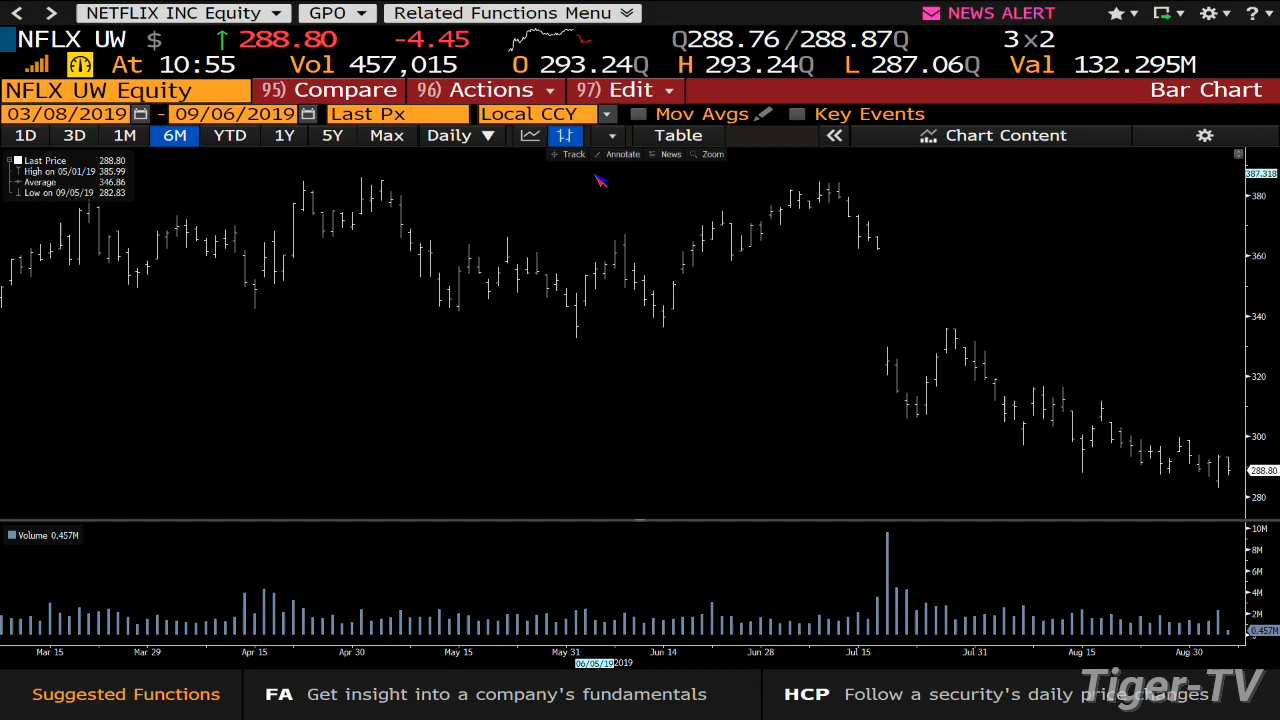 NETFLIX INC Equity GPO Related Functions Menu NEWS ALERT ?
NFLX UW $ ↑ 288.80 -4.45 Q288.76 / 288.87Q 3×2
At 10:55 Vol 457,015 O 293.24Q H 293.24Q L 287.06Q Val 132.295M
NFLX UW Equity 95) Compare 96) Actions 97) Edit Bar Chart
03/08/2019 - 09/06/2019 Last Px Local CCY Mov Avgs Key Events
1D 3D 1M 6M YTD 1Y 5Y Max Daily ▼ Table « Chart Content
Track Annotate News Zoom
Last Price 288.80
High on 05/01/19 385.99
Average 346.86
Low on 09/05/19 282.83
387.318
380
360
340
320
300
288.80
280
Volume 0.457M
10M
8M
6M
4M
2M
0.457M
Mar 15 Mar 29 Apr 15 Apr 30 May 15 May 31 Jun 14 Jun 28 Jul 15 Jul 31 Aug 15 Aug 30
06/05/19 2019
Suggested Functions FA Get insight into a company's fundamentals HCP Follow a security's daily price changes
Tiger-TV